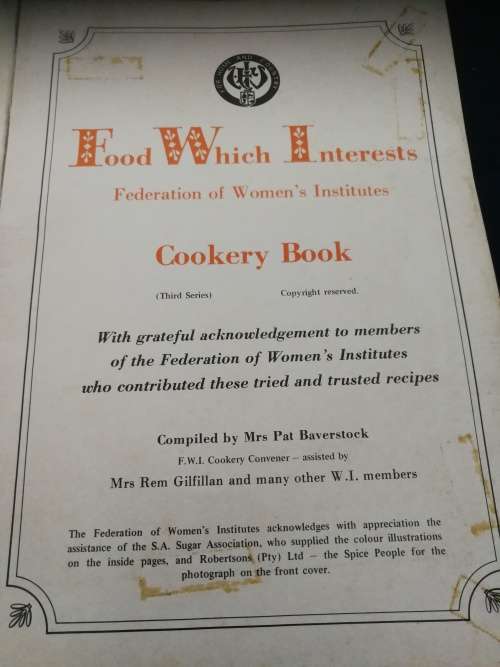 FOR HOME AND COUNTRY
Food Which Interests
Federation of Women's Institutes
Cookery Book
(Third Series) Copyright reserved.
With grateful acknowledgement to members
of the Federation of Women's Institutes
who contributed these tried and trusted recipes
Compiled by Mrs Pat Baverstock
F.W.I. Cookery Convener – assisted by
Mrs Rem Gilfillan and many other W.I. members
The Federation of Women's Institutes acknowledges with appreciation the
assistance of the S.A. Sugar Association, who supplied the colour illustrations
on the inside pages, and Robertsons (Pty) Ltd – the Spice People for the
photograph on the front cover.